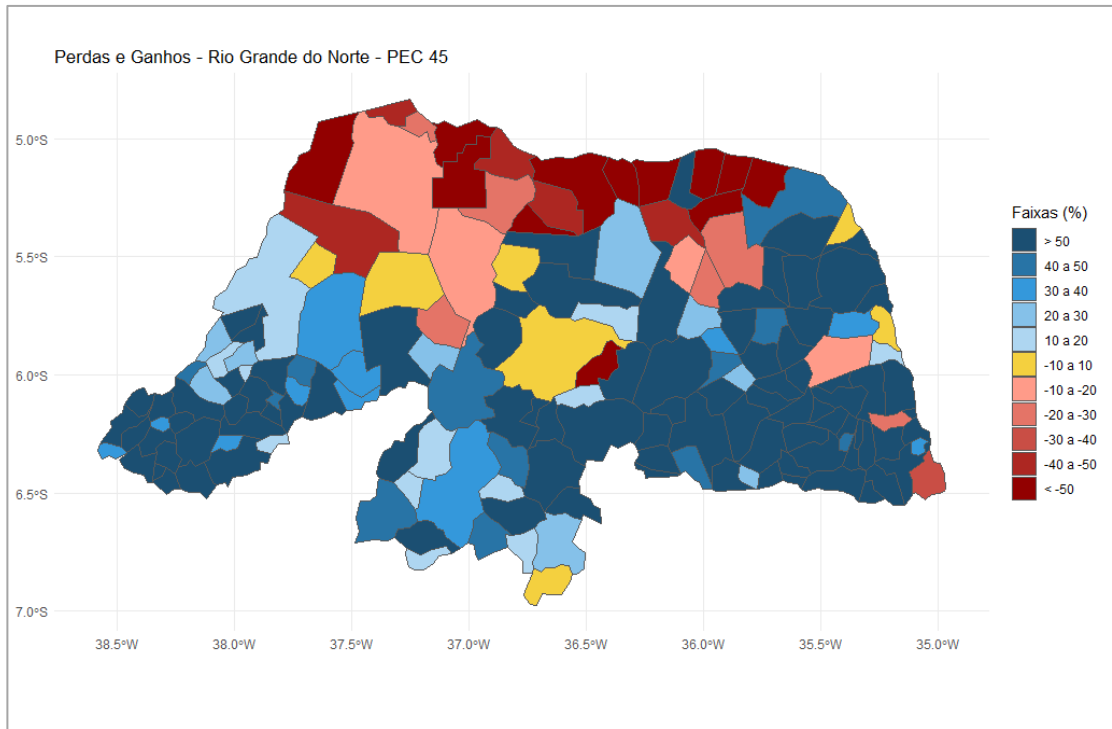 Perdas e Ganhos - Rio Grande do Norte - PEC 45
5.0°S
5.5°S
6.0°S
6.5°S
7.0°S
38.5°W
38.0°W
37.5°W
37.0°W
36.5°W
36.0°W
35.5°W
35.0°W
Faixas (%)
> 50
40 a 50
30 a 40
20 a 30
10 a 20
-10 a 10
-10 a -20
-20 a -30
-30 a -40
-40 a -50
< -50